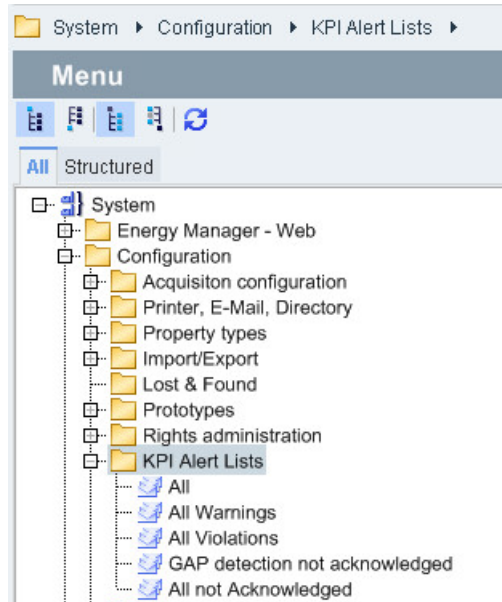 System Configuration KPI Alert Lists
Menu
All Structured
System
Energy Manager - Web
Configuration
Acquisiton configuration
Printer, E-Mail, Directory
Property types
Import/Export
Lost & Found
Prototypes
Rights administration
KPI Alert Lists
All
All Warnings
All Violations
GAP detection not acknowledged
All not Acknowledged